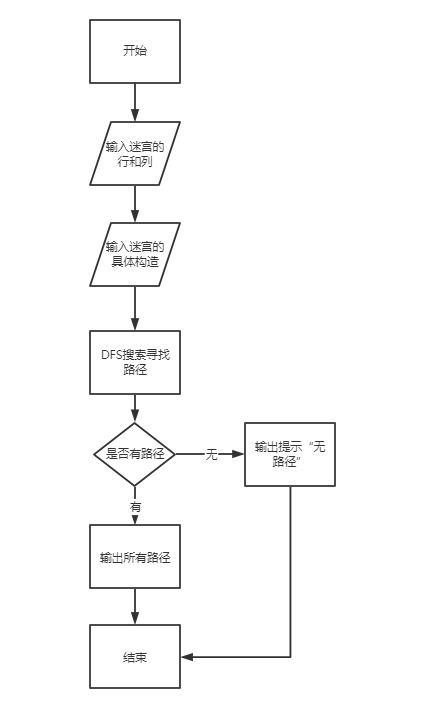 开始
输入迷宫的
行和列
输入迷宫的
具体构造
DFS搜索寻找
路径
是否有路径
无
输出提示“无
路径”
有
输出所有路径
结束